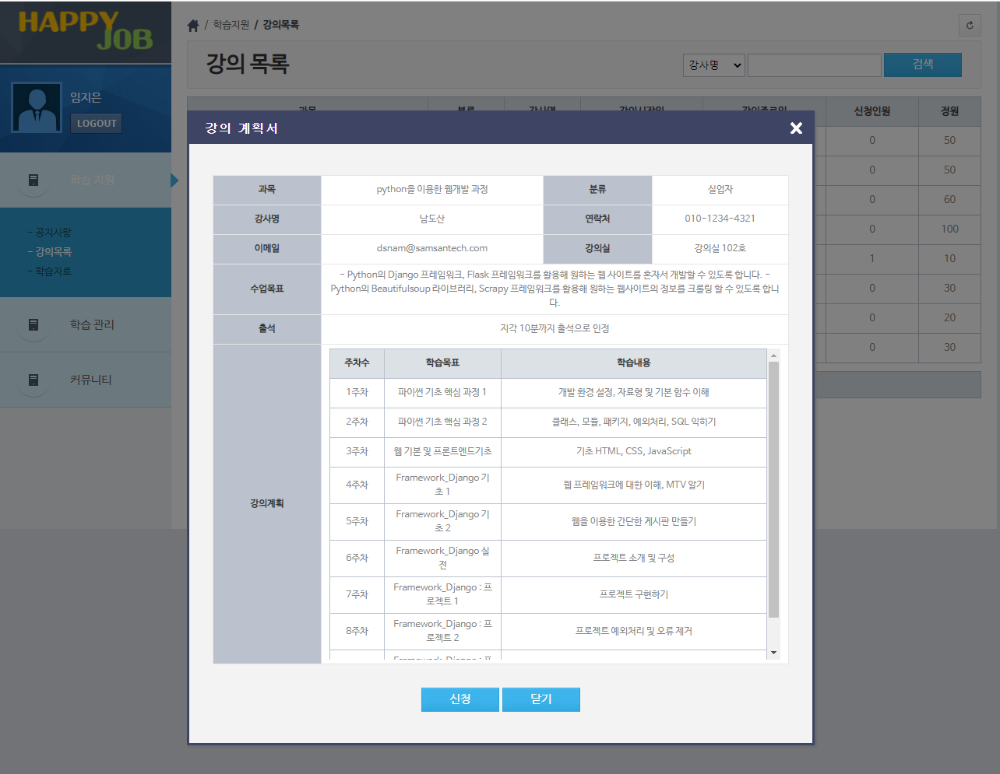 HAPPY JOB
/ 학습지원 / 강의목록
강의 목록
강사명
검색
임지은
LOGOUT
학습 지원
- 공지사항
- 강의목록
- 학습자료
학습 관리
커뮤니티
과목 분류 강사명 강의시작일 강의종료일 신청인원 정원
0 50
0 50
0 60
0 100
1 10
0 30
0 20
0 30
강의 계획서
과목 python을 이용한 웹개발 과정 분류 실업자
강사명 남도산 연락처 010-1234-4321
이메일 dsnam@samsantech.com 강의실 강의실 102호
수업목표
- Python의 Django 프레임워크, Flask 프레임워크를 활용해 원하는 웹 사이트를 혼자서 개발할 수 있도록 합니다. -
Python의 Beautifulsoup 라이브러리, Scrapy 프레임워크를 활용해 원하는 웹사이트의 정보를 크롤링 할 수 있도록 합니
다.
출석 지각 10분까지 출석으로 인정
강의계획
주차수 학습목표 학습내용
1주차 파이썬 기초 핵심 과정 1 개발 환경 설정, 자료형 및 기본 함수 이해
2주차 파이썬 기초 핵심 과정 2 클래스, 모듈, 패키지, 예외처리, SQL 익히기
3주차 웹 기본 및 프론트엔드기초 기초 HTML, CSS, JavaScript
4주차 Framework_Django 기
초 1 웹 프레임워크에 대한 이해, MTV 알기
5주차 Framework_Django 기
초 2 웹을 이용한 간단한 게시판 만들기
6주차 Framework_Django 실
전 프로젝트 소개 및 구성
7주차 Framework_Django : 프
로젝트 1 프로젝트 구현하기
8주차 Framework_Django : 프
로젝트 2 프로젝트 예외처리 및 오류 제거
Framework_Django : 프
신청 닫기